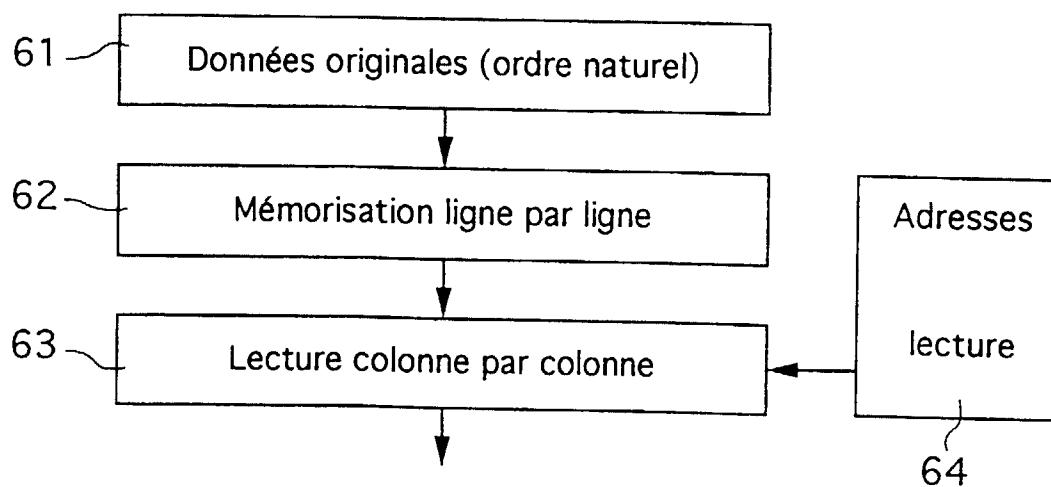 61
Données originales (ordre naturel)
62
Mémorisation ligne par ligne
Adresses
63
Lecture colonne par colonne
lecture
64